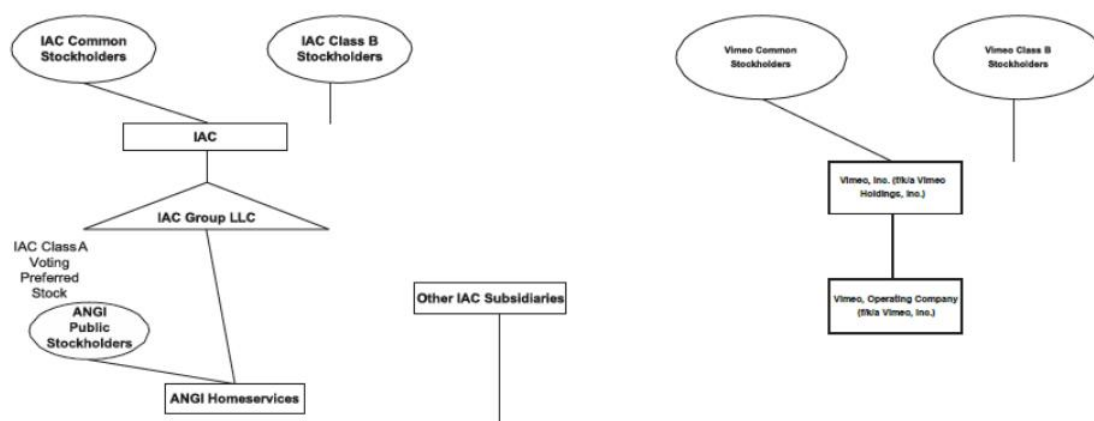 IAC Common
Stockholders
IAC Class B
Stockholders
Vimeo Common
Stockholders
Vimeo Class B
Stockholders
IAC
Vimeo, Inc. (f/k/a Vimeo
Holdings, Inc.)
IAC Group LLC
IAC Class A
Voting
Preferred
Stock
Other IAC Subsidiaries
Vimeo, Operating Company
(f/k/a Vimeo, Inc.)
ANGI
Public
Stockholders
ANGI Homeservices